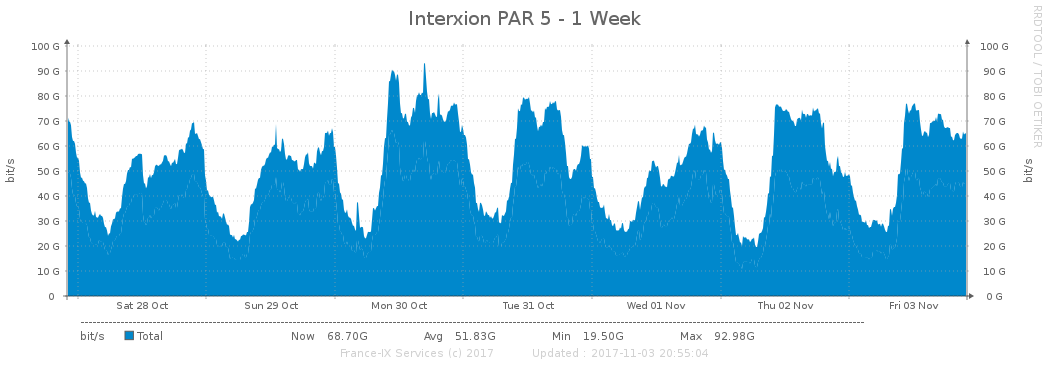 Interxion PAR 5 - 1 Week
RRDTOOL / TOBI OETIKER
bit/s
bit/s
100 G 100 G
90 G 90 G
80 G 80 G
70 G 70 G
60 G 60 G
50 G 50 G
40 G 40 G
30 G 30 G
20 G 20 G
10 G 10 G
0 0 G
Sat 28 Oct Sun 29 Oct Mon 30 Oct Tue 31 Oct Wed 01 Nov Thu 02 Nov Fri 03 Nov
bit/s Total Now 68.70G Avg 51.83G Min 19.50G Max 92.98G
France-IX Services (c) 2017 Updated : 2017-11-03 20:55:04